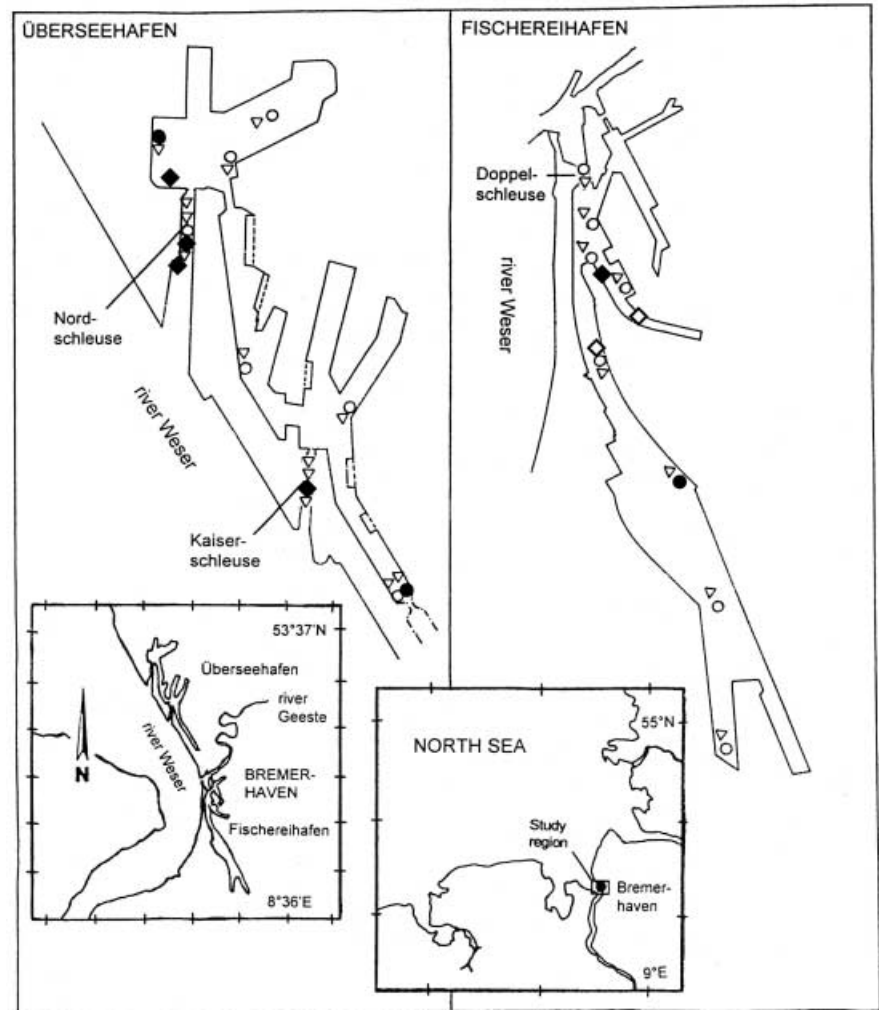 ÜBERSEEHAFEN
Nord-
schleuse
river Weser
Kaiser-
schleuse
53°37'N
Überseehafen
river
Geeste
river Weser
N
BREMER-
HAVEN
Fischereihafen
8°36'E
FISCHEREIHAFEN
Doppel-
schleuse
river Weser
55°N
NORTH SEA
Study
region
Bremer-
haven
9°E